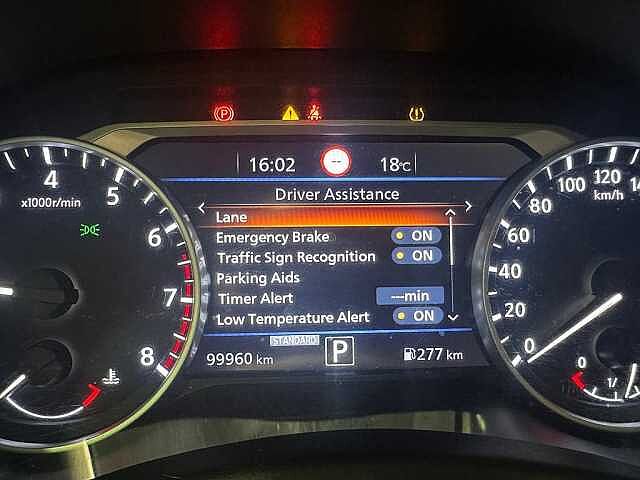 P
16:02 -- 18°C
Driver Assistance
Lane
Emergency Brake ON
Traffic Sign Recognition ON
Parking Aids
Timer Alert ---min
Low Temperature Alert ON
STANDARD
99960 km P 277 km
4
5
x1000r/min
6
7
8
0
20
40
60
80
100
120
km/h
0
1/